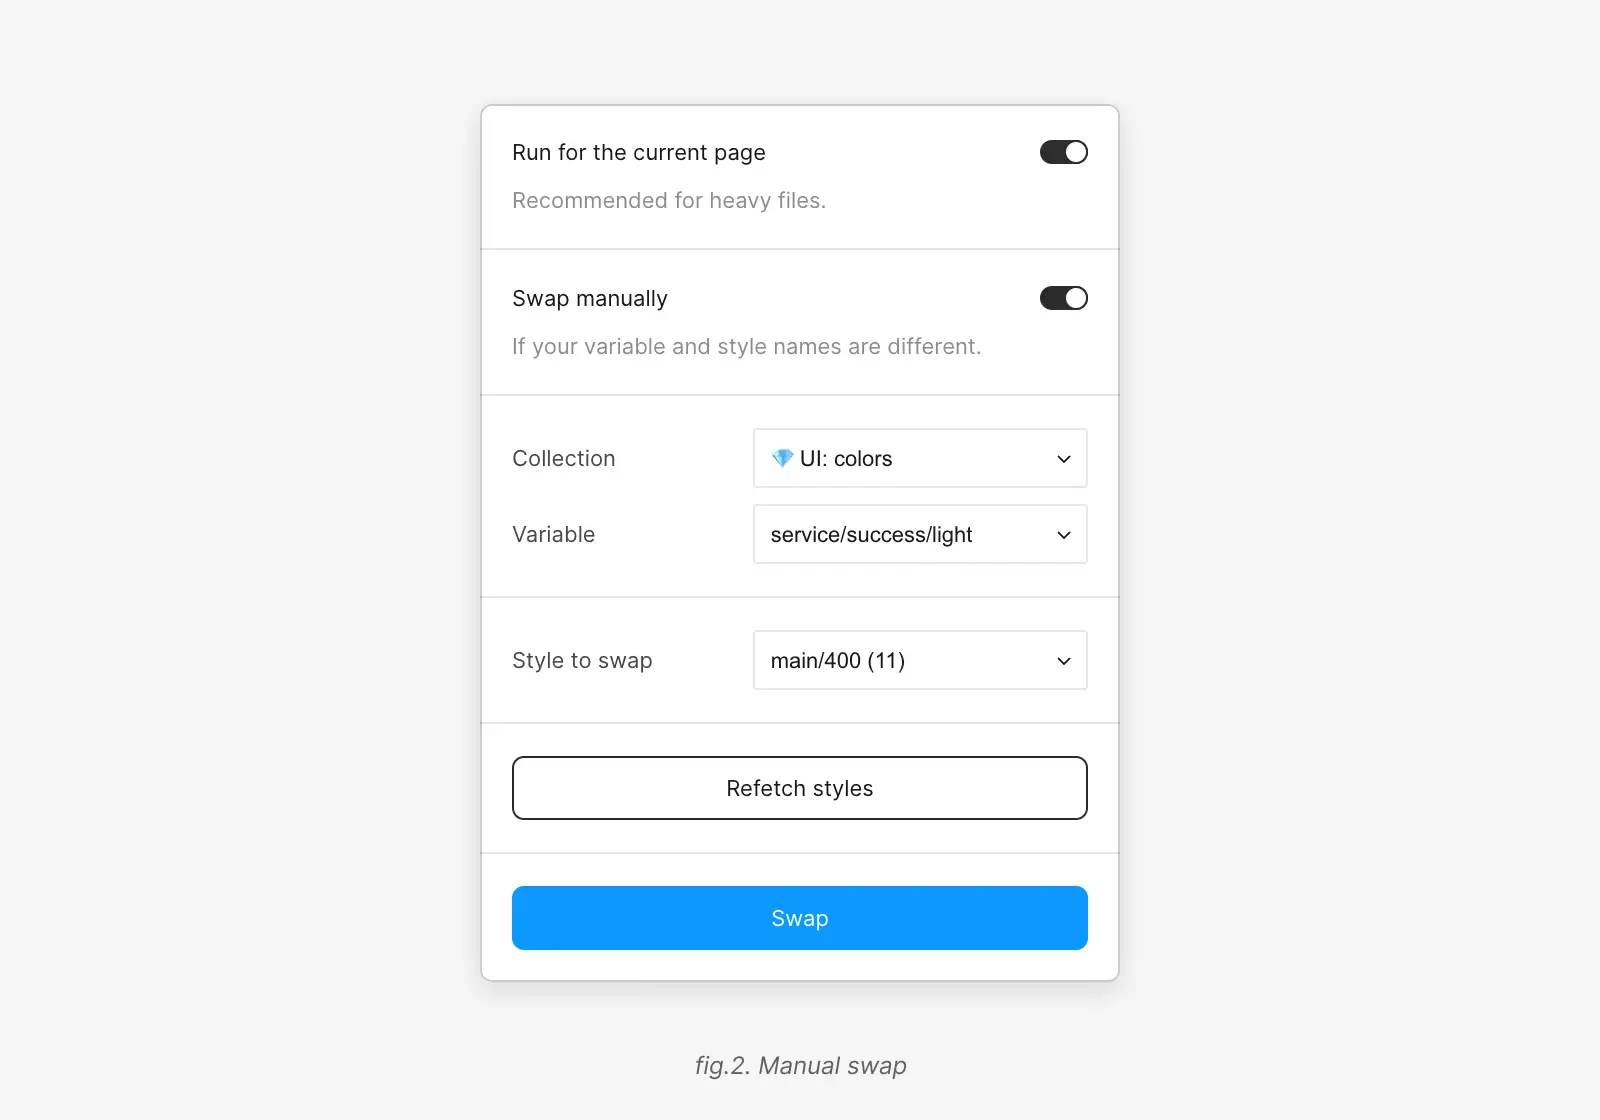 Run for the current page
Recommended for heavy files.
Swap manually
If your variable and style names are different.
Collection
💎 UI: colors
Variable
service/success/light
Style to swap
main/400 (11)
Refetch styles
Swap
fig.2. Manual swap